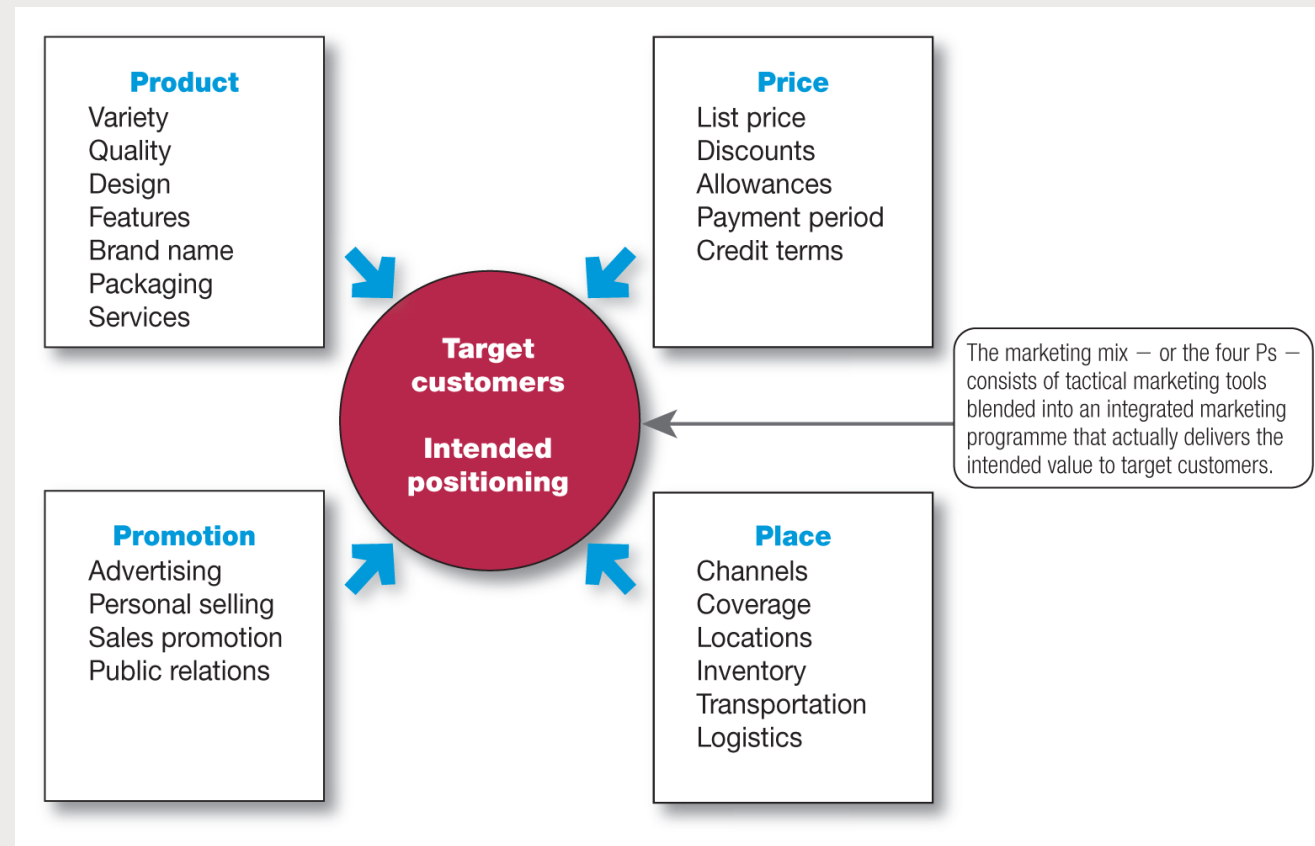 Product
Variety
Quality
Design
Features
Brand name
Packaging
Services
Price
List price
Discounts
Allowances
Payment period
Credit terms
Target
customers
Intended
positioning
The marketing mix – or the four Ps –
consists of tactical marketing tools
blended into an integrated marketing
programme that actually delivers the
intended value to target customers.
Promotion
Advertising
Personal selling
Sales promotion
Public relations
Place
Channels
Coverage
Locations
Inventory
Transportation
Logistics